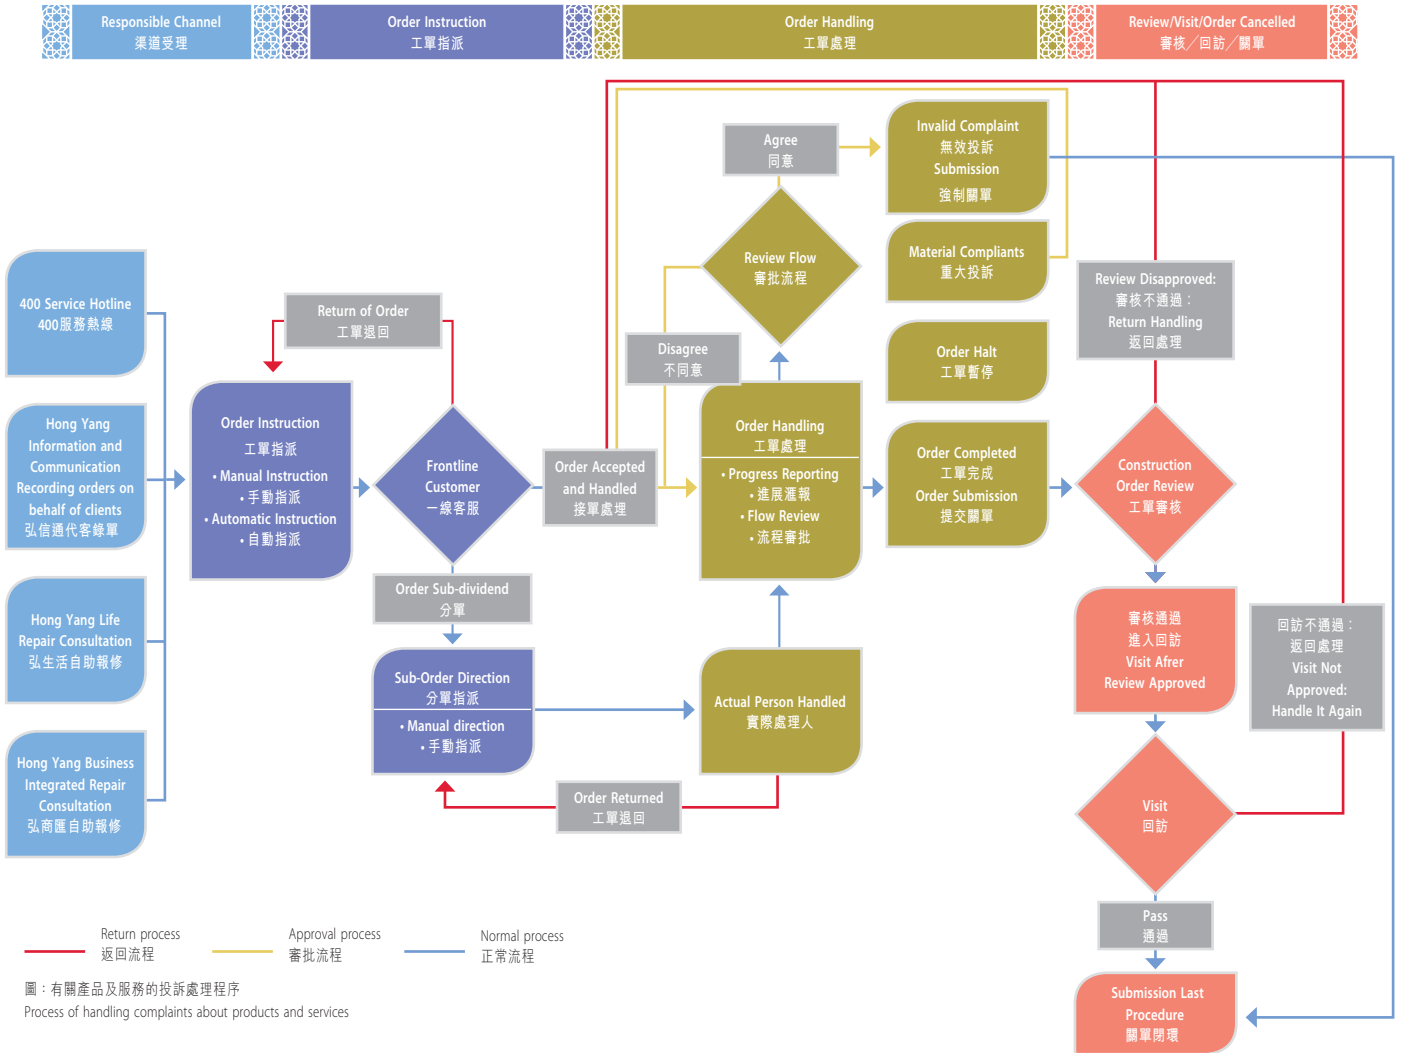 Responsible Channel
渠道受理
Order Instruction
工單指派
Order Handling
工單處理
Review/Visit/Order Cancelled
審核╱回訪╱關單
400 Service Hotline
400服務熱線
Hong Yang
Information and
Communication
Recording orders on
behalf of clients
弘信通代客錄單
Hong Yang Life
Repair Consultation
弘生活自助報修
Hong Yang Business
Integrated Repair
Consultation
弘商匯自助報修
Return of Order
工單退回
Order Instruction
工單指派
• Manual Instruction
• 手動指派
• Automatic Instruction
• 自動指派
Frontline
Customer
一線客服
Order Sub-dividend
分單
Sub-Order Direction
分單指派
• Manual direction
• 手動指派
Order Returned
工單退回
Order Accepted
and Handled
接單處理
Agree
同意
Review Flow
審批流程
Disagree
不同意
Order Handling
工單處理
• Progress Reporting
• 進展滙報
• Flow Review
• 流程審批
Actual Person Handled
實際處理人
Invalid Complaint
無效投訴
Submission
強制關單
Material Compliants
重大投訴
Order Halt
工單暫停
Order Completed
工單完成
Order Submission
提交關單
Review Disapproved:
審核不通過：
Return Handling
返回處理
Construction
Order Review
工單審核
審核通過
進入回訪
Visit Afrer
Review Approved
回訪不通過：
返回處理
Visit Not
Approved:
Handle It Again
Visit
回訪
Pass
通過
Submission Last
Procedure
關單閉環
Return process
返回流程
Approval process
審批流程
Normal process
正常流程
圖：有關產品及服務的投訴處理程序
Process of handling complaints about products and services